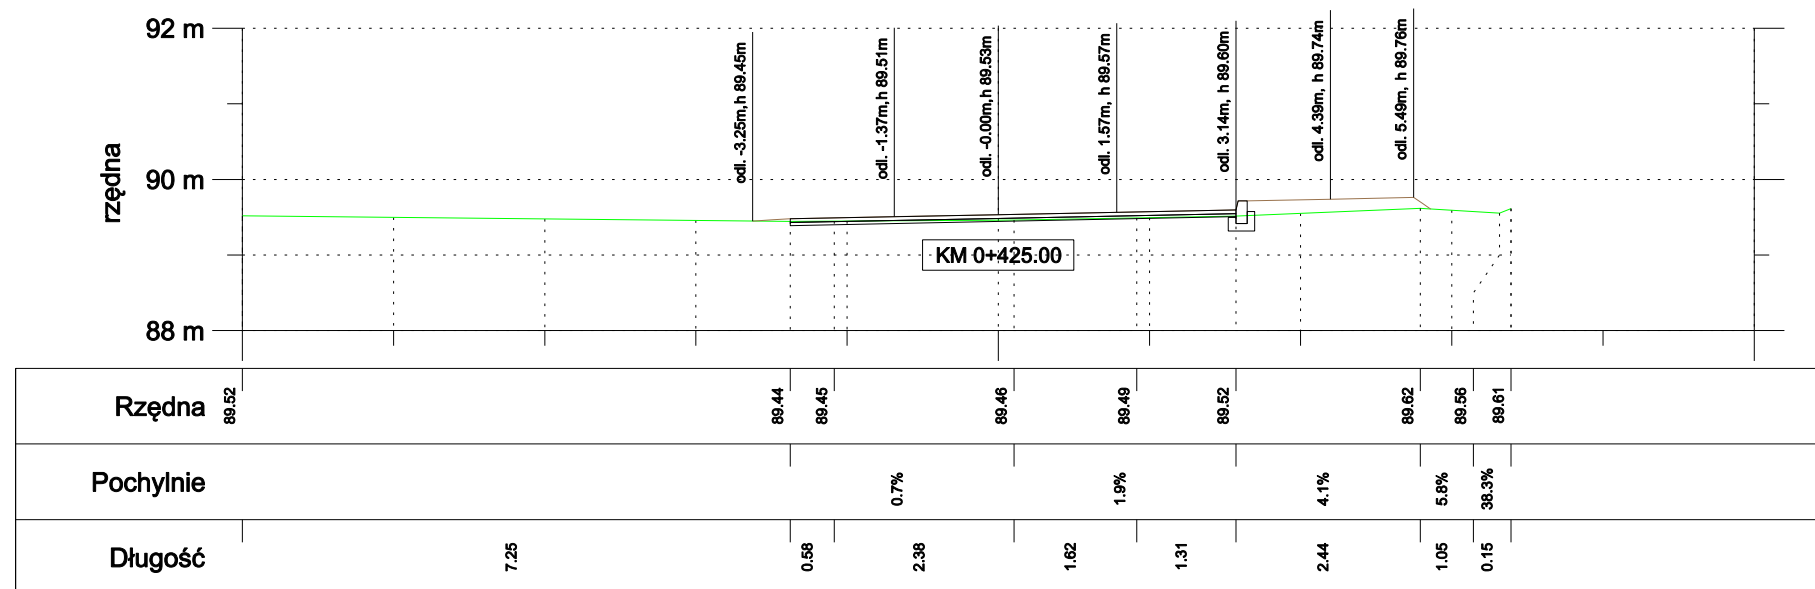 92 m
90 m
88 m
rzędna
odl. -3.25m,h 89.45m
odl. -1.37m,h 89.51m
odl. -0.00m,h 89.53m
odl. 1.57m, h 89.57m
odl. 3.14m, h 89.60m
odl. 4.39m, h 89.74m
odl. 5.49m, h 89.76m
KM 0+425.00
Rzędna 89.52 89.44 89.45 89.46 89.49 89.52 89.62 89.56 89.61
Pochylnie 0.7% 1.9% 4.1% 5.8% 38.3%
Długość 7.25 0.58 2.38 1.62 1.31 2.44 1.05 0.15